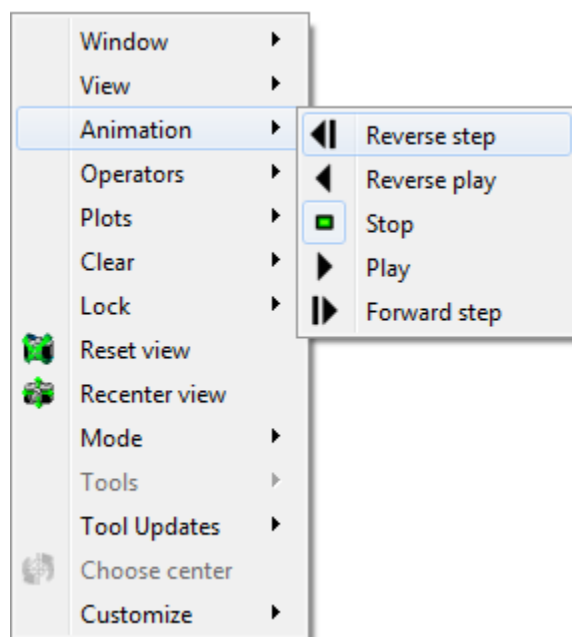 Window
View
Animation
Operators
Plots
Clear
Lock
Reset view
Recenter view
Mode
Tools
Tool Updates
Choose center
Customize
Reverse step
Reverse play
Stop
Play
Forward step